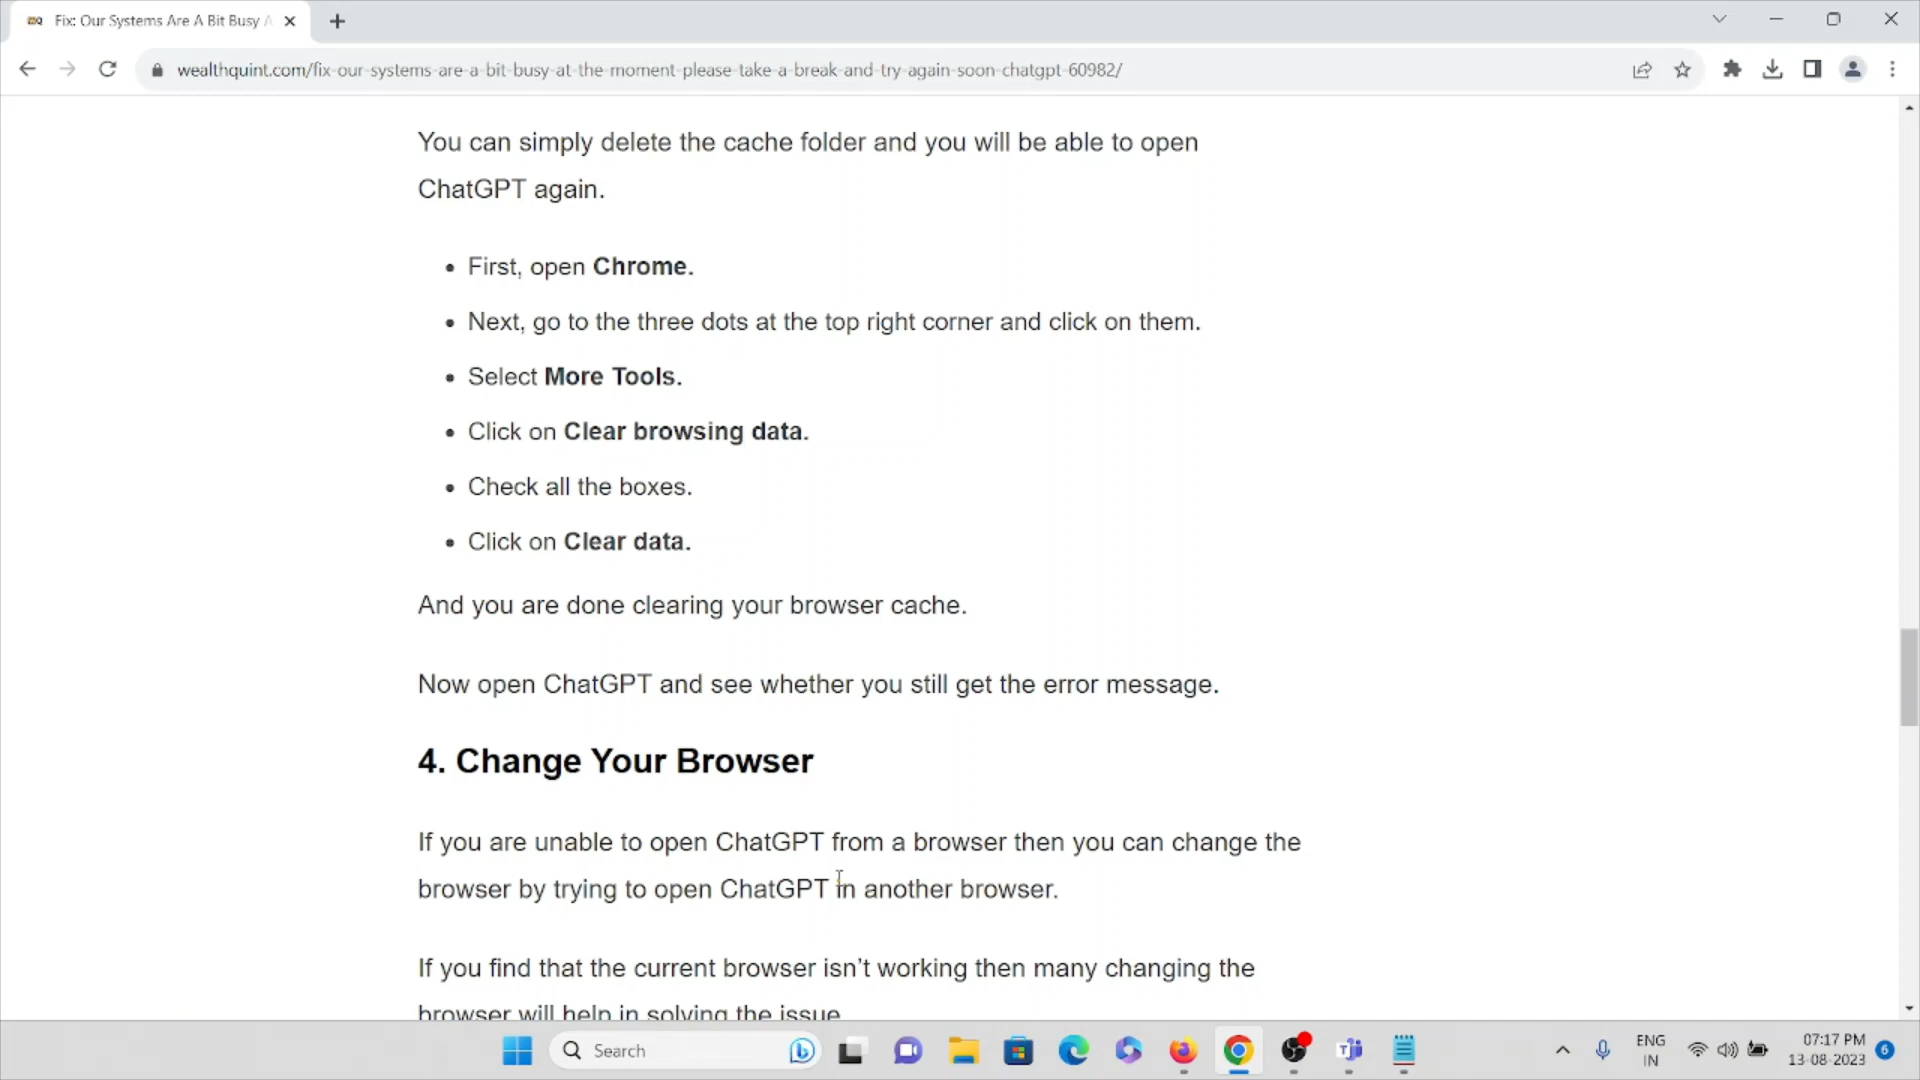 Fix: Our Systems Are A Bit Busy A
wealthquint.com/fix-our-systems-are-a-bit-busy-at-the-moment-please-take-a-break-and-try-again-soon-chatgpt-60982/
You can simply delete the cache folder and you will be able to open
ChatGPT again.
• First, open Chrome.
• Next, go to the three dots at the top right corner and click on them.
• Select More Tools.
• Click on Clear browsing data.
• Check all the boxes.
• Click on Clear data.
And you are done clearing your browser cache.
Now open ChatGPT and see whether you still get the error message.
4. Change Your Browser
If you are unable to open ChatGPT from a browser then you can change the
browser by trying to open ChatGPT in another browser.
If you find that the current browser isn’t working then many changing the
browser will help in solving the issue
Search
ENG
IN
07:17 PM
13-08-2023
6